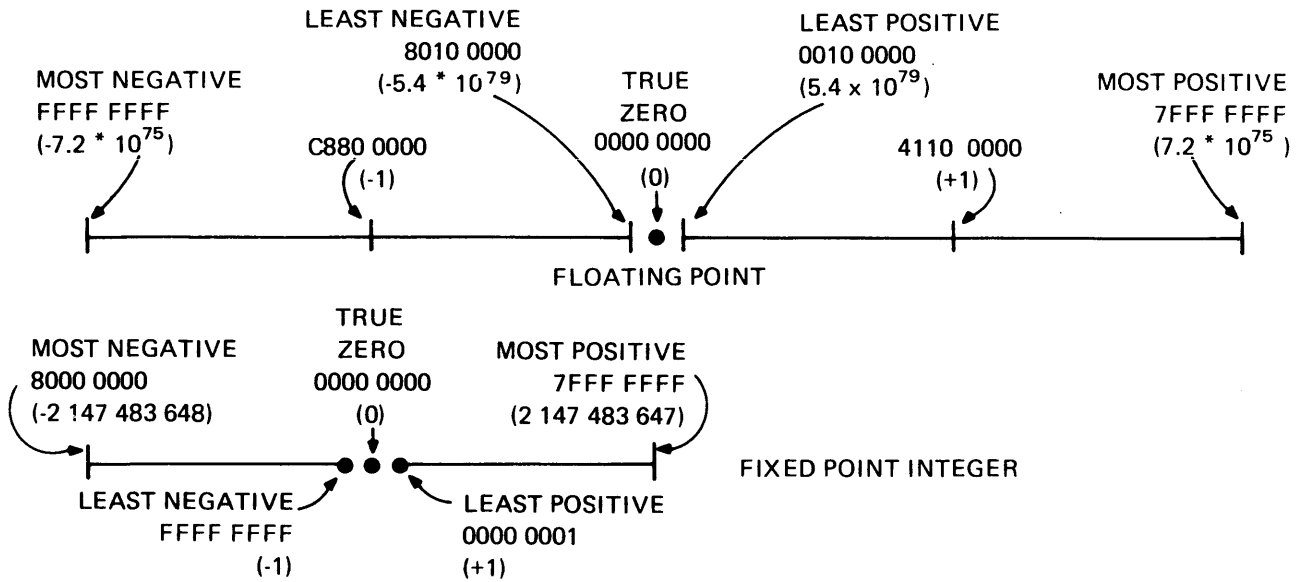 LEAST NEGATIVE
8010 0000
(-5.4 * 10^79)
LEAST POSITIVE
0010 0000
(5.4 x 10^79)
MOST NEGATIVE
FFFF FFFF
(-7.2 * 10^75)
TRUE
ZERO
0000 0000
(0)
MOST POSITIVE
7FFF FFFF
(7.2 * 10^75)
C880 0000
(-1)
4110 0000
(+1)
FLOATING POINT
MOST NEGATIVE
8000 0000
(-2 147 483 648)
TRUE
ZERO
0000 0000
(0)
MOST POSITIVE
7FFF FFFF
(2 147 483 647)
FIXED POINT INTEGER
LEAST NEGATIVE
FFFF FFFF
(-1)
LEAST POSITIVE
0000 0001
(+1)